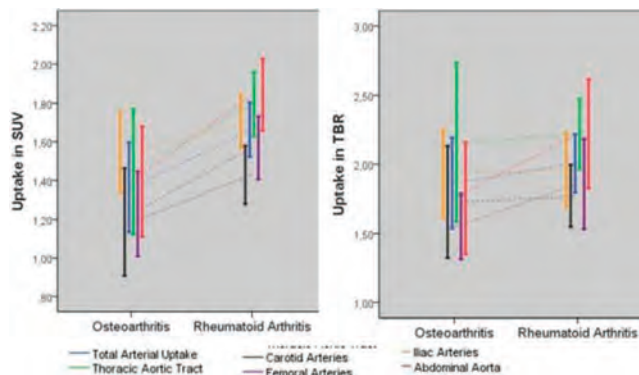 Uptake in SUV
2.20
2.00
1.80
1.60
1.40
1.20
1.00
.80
Osteoarthritis Rheumatoid Arthritis
Uptake in TBR
3.00
2.50
2.00
1.50
1.00
Osteoarthritis Rheumatoid Arthritis
Total Arterial Uptake
Thoracic Aortic Tract
Carotid Arteries
Femoral Arteries
Iliac Arteries
Abdominal Aorta